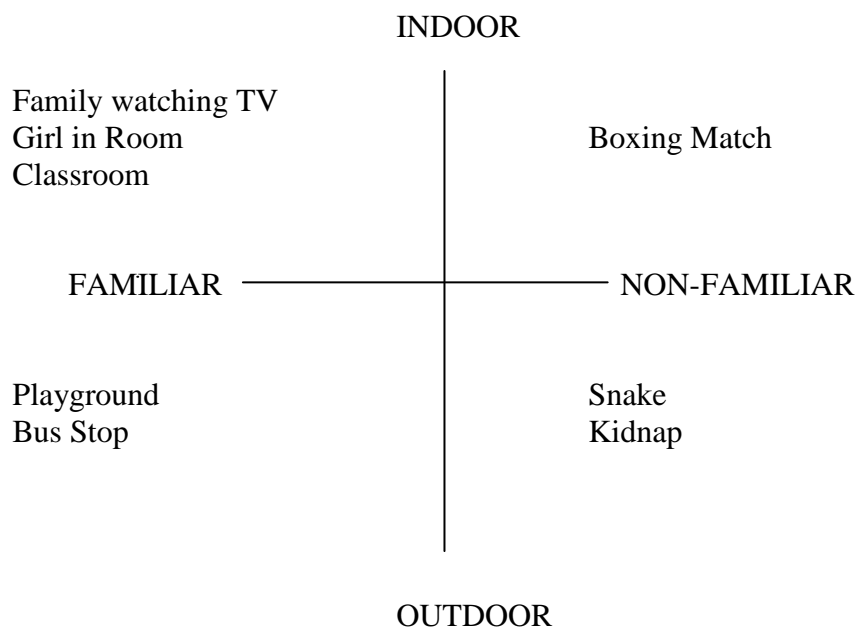 INDOOR
Family watching TV
Girl in Room
Classroom
Boxing Match
FAMILIAR
NON-FAMILIAR
Playground
Bus Stop
Snake
Kidnap
OUTDOOR